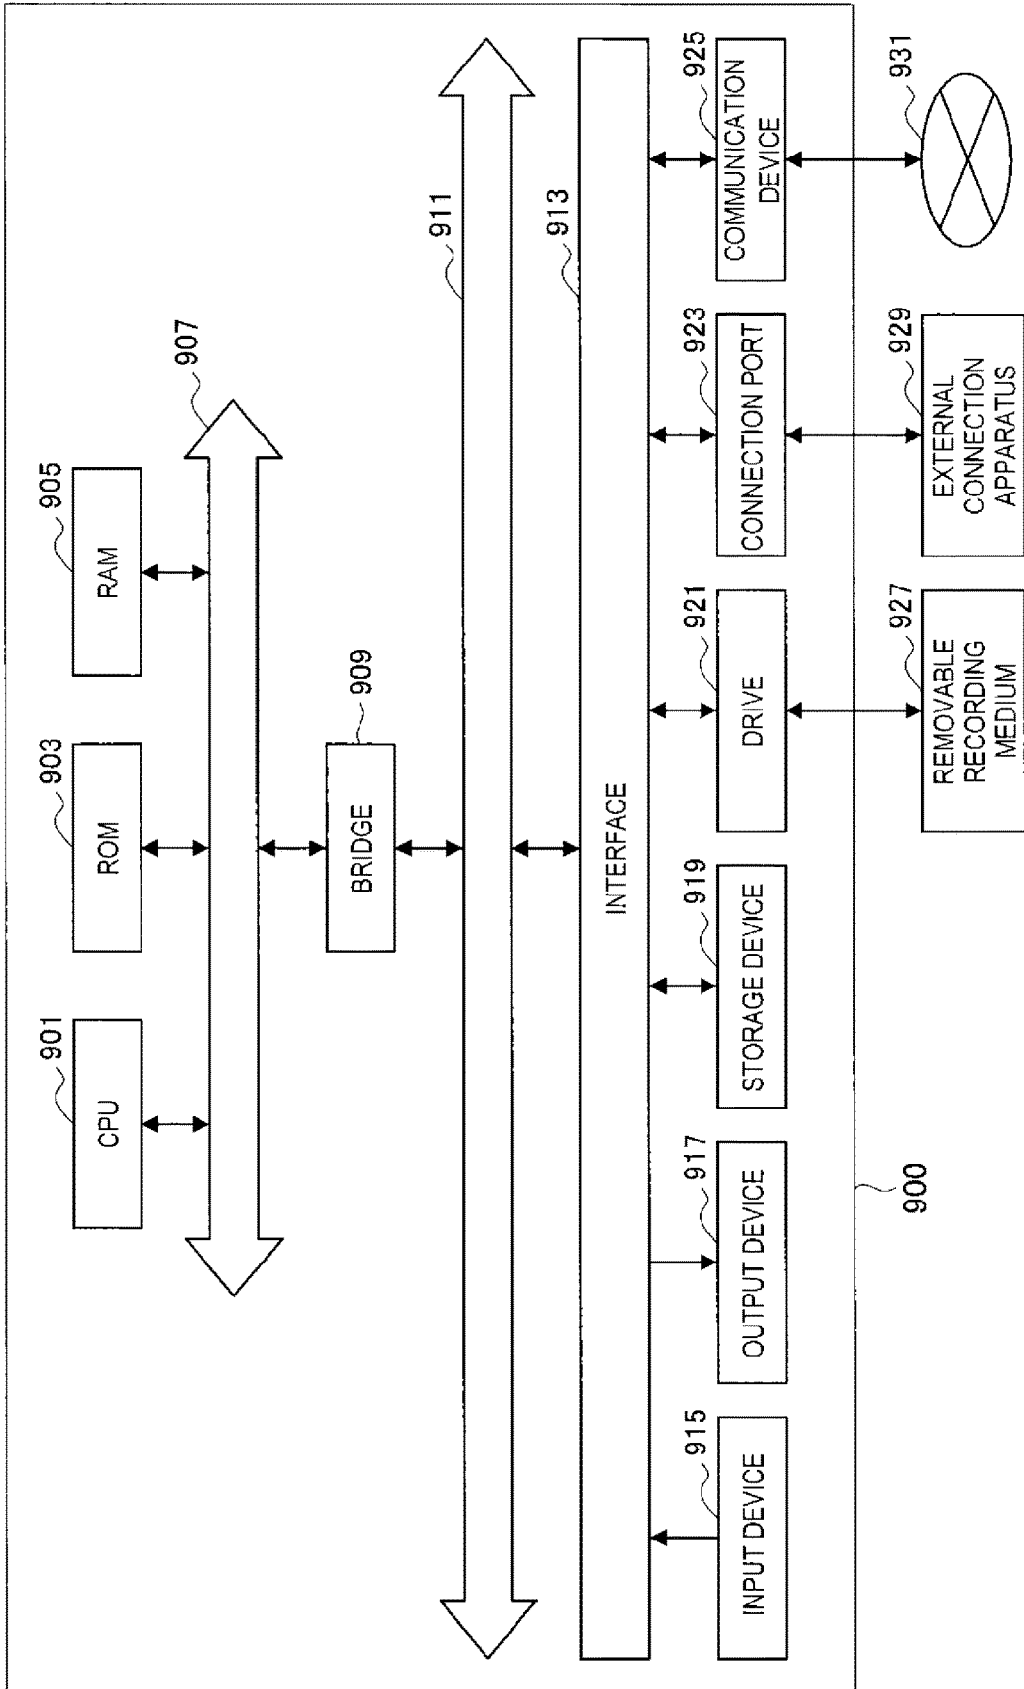 901
CPU
903
ROM
905
RAM
907
909
BRIDGE
911
913
INTERFACE
915
INPUT DEVICE
917
OUTPUT DEVICE
919
STORAGE DEVICE
921
DRIVE
923
CONNECTION PORT
925
COMMUNICATION
DEVICE
900
927
REMOVABLE
RECORDING
MEDIUM
929
EXTERNAL
CONNECTION
APPARATUS
931